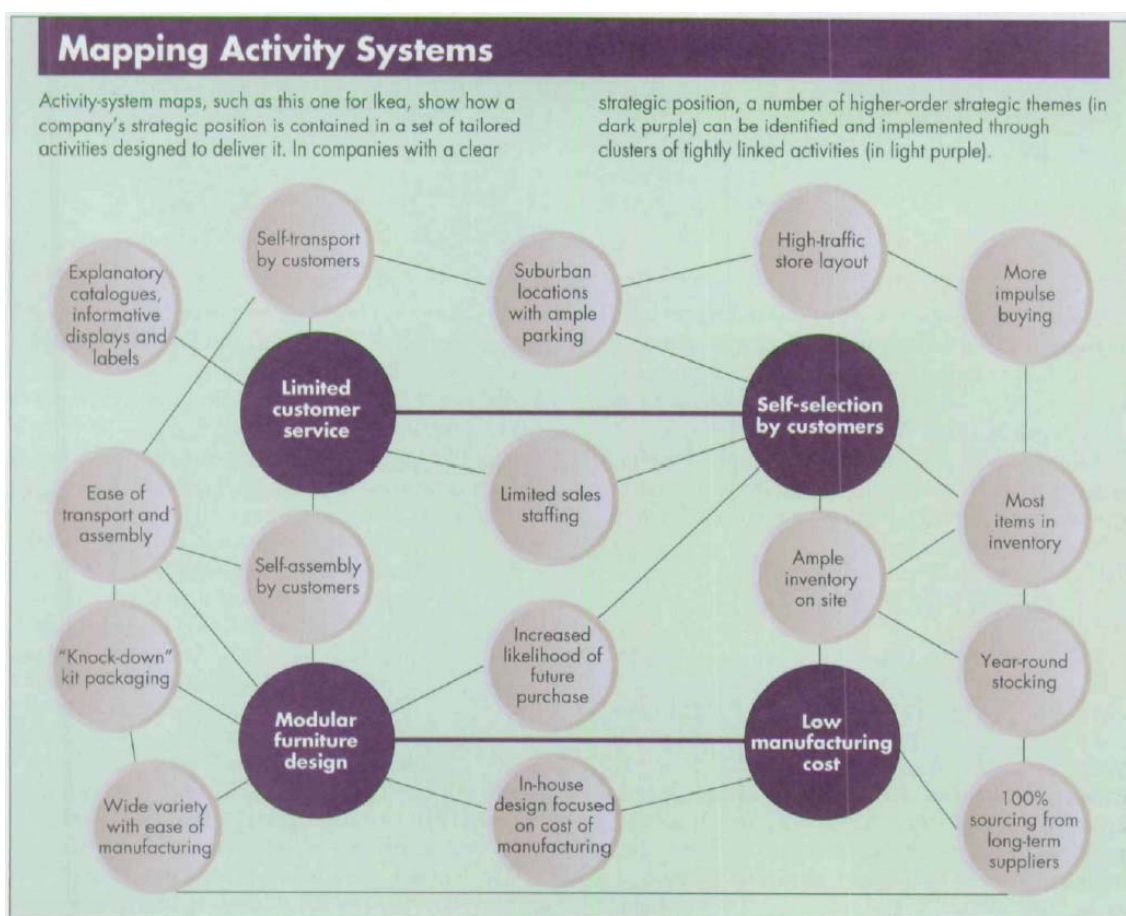 Mapping Activity Systems
Activity-system maps, such as this one for Ikea, show how a
company's strategic position is contained in a set of tailored
activities designed to deliver it. In companies with a clear
strategic position, a number of higher-order strategic themes (in
dark purple) can be identified and implemented through
clusters of tightly linked activities (in light purple).
Explanatory
catalogues,
informative
displays and
labels
Self-transport
by customers
Suburban
locations
with ample
parking
High-traffic
store layout
More
impulse
buying
Limited
customer
service
Self-selection
by customers
Ease of
transport and
assembly
Self-assembly
by customers
Limited sales
staffing
Ample
inventory
on site
Most
items in
inventory
"Knock-down"
kit packaging
Increased
likelihood of
future
purchase
Year-round
stocking
Modular
furniture
design
Low
manufacturing
cost
Wide variety
with ease of
manufacturing
In-house
design focused
on cost of
manufacturing
100%
sourcing from
long-term
suppliers